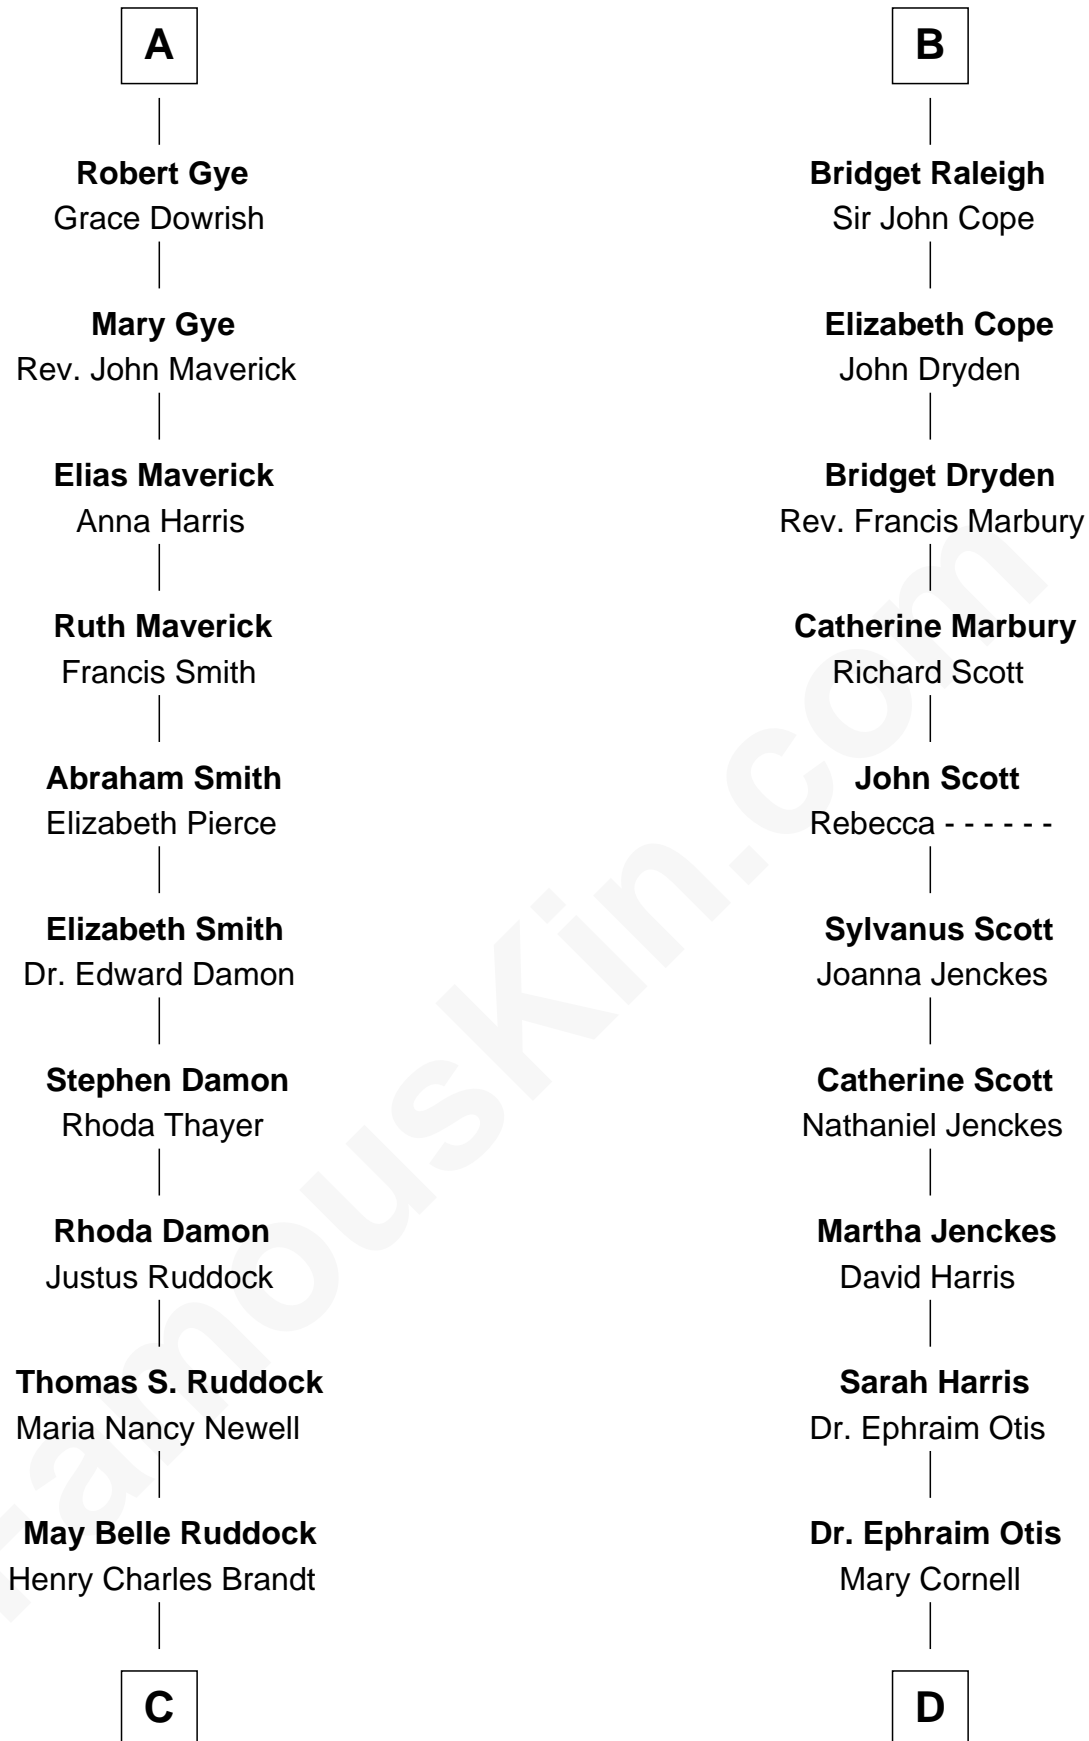 A
Robert Gye
Grace Dowrish
Mary Gye
Rev. John Maverick
Elias Maverick
Anna Harris
Ruth Maverick
Francis Smith
Abraham Smith
Elizabeth Pierce
Elizabeth Smith
Dr. Edward Damon
Stephen Damon
Rhoda Thayer
Rhoda Damon
Justus Ruddock
Thomas S. Ruddock
Maria Nancy Newell
May Belle Ruddock
Henry Charles Brandt
C
B
Bridget Raleigh
Sir John Cope
Elizabeth Cope
John Dryden
Bridget Dryden
Rev. Francis Marbury
Catherine Marbury
Richard Scott
John Scott
Rebecca - - - - - -
Sylvanus Scott
Joanna Jenckes
Catherine Scott
Nathaniel Jenckes
Martha Jenckes
David Harris
Sarah Harris
Dr. Ephraim Otis
Dr. Ephraim Otis
Mary Cornell
D
FamousKin.com